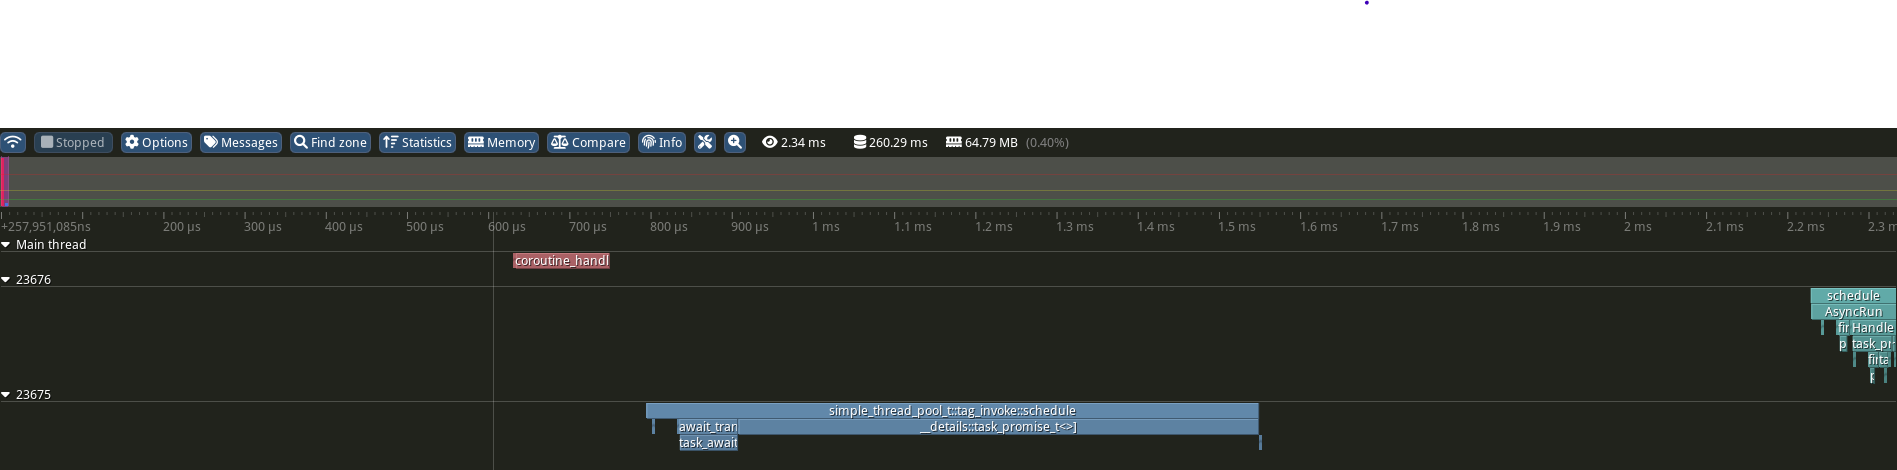 Stopped Options Messages Find zone Statistics Memory Compare Info 2.34 ms 260.29 ms 64.79 MB (0.40%)
+257,951,085ns 200 µs 300 µs 400 µs 500 µs 600 µs 700 µs 800 µs 900 µs 1 ms 1.1 ms 1.2 ms 1.3 ms 1.4 ms 1.5 ms 1.6 ms 1.7 ms 1.8 ms 1.9 ms 2 ms 2.1 ms 2.2 ms 2.3 m
Main thread
coroutine_handl
23676
schedule
AsyncRun
fir Handle
p task_pr
firta
23675
simple_thread_pool_t::tag_invoke::schedule
await_tran __details::task_promise_t<>]
task_await